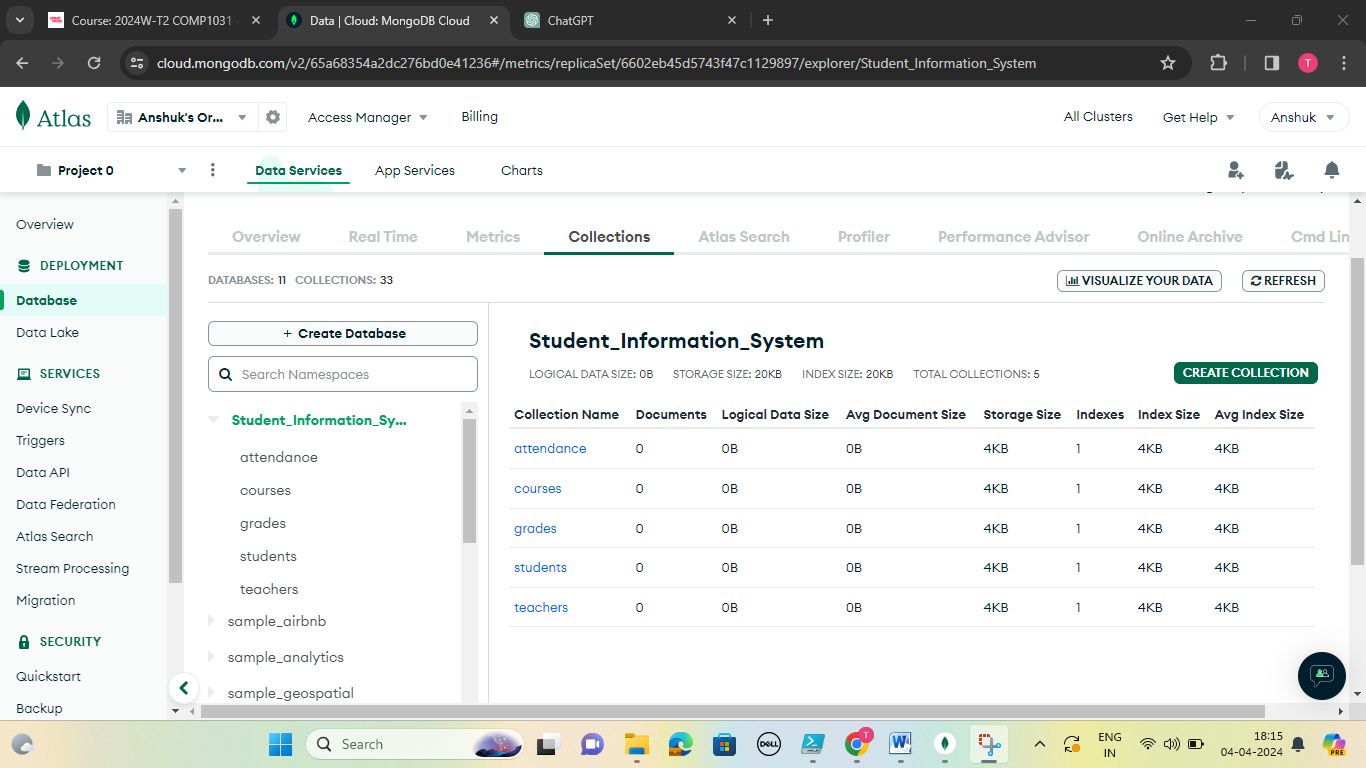 Course: 2024W-T2 COMP1031
Data | Cloud: MongoDB Cloud
ChatGPT
cloud.mongodb.com/v2/65a68354a2dc276bd0e41236#/metrics/replicaSet/6602eb45d5743f47c1129897/explorer/Student_Information_System
T
Atlas
Anshuk's Or...
Access Manager
Billing
All Clusters
Get Help
Anshuk
Project 0
Data Services
App Services
Charts
Overview
DEPLOYMENT
Database
Data Lake
SERVICES
Device Sync
Triggers
Data API
Data Federation
Atlas Search
Stream Processing
Migration
SECURITY
Quickstart
Backup
Overview Real Time Metrics Collections Atlas Search Profiler Performance Advisor Online Archive Cmd Lin
DATABASES: 11 COLLECTIONS: 33
VISUALIZE YOUR DATA
REFRESH
+ Create Database
Search Namespaces
Student_Information_Sy...
attendance
courses
grades
students
teachers
sample_airbnb
sample_analytics
sample_geospatial
Student_Information_System
LOGICAL DATA SIZE: 0B STORAGE SIZE: 20KB INDEX SIZE: 20KB TOTAL COLLECTIONS: 5
CREATE COLLECTION
Collection Name Documents Logical Data Size Avg Document Size Storage Size Indexes Index Size Avg Index Size
attendance 0 0B 0B 4KB 1 4KB 4KB
courses 0 0B 0B 4KB 1 4KB 4KB
grades 0 0B 0B 4KB 1 4KB 4KB
students 0 0B 0B 4KB 1 4KB 4KB
teachers 0 0B 0B 4KB 1 4KB 4KB
Search
DELL
T
W
ENG
IN
18:15
04-04-2024
PRE